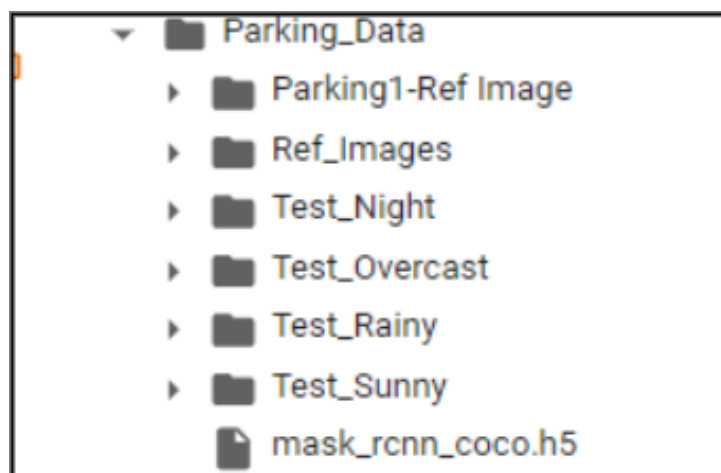 Parking_Data
Parking1-Ref Image
Ref_Images
Test_Night
Test_Overcast
Test_Rainy
Test_Sunny
mask_rcnn_coco.h5